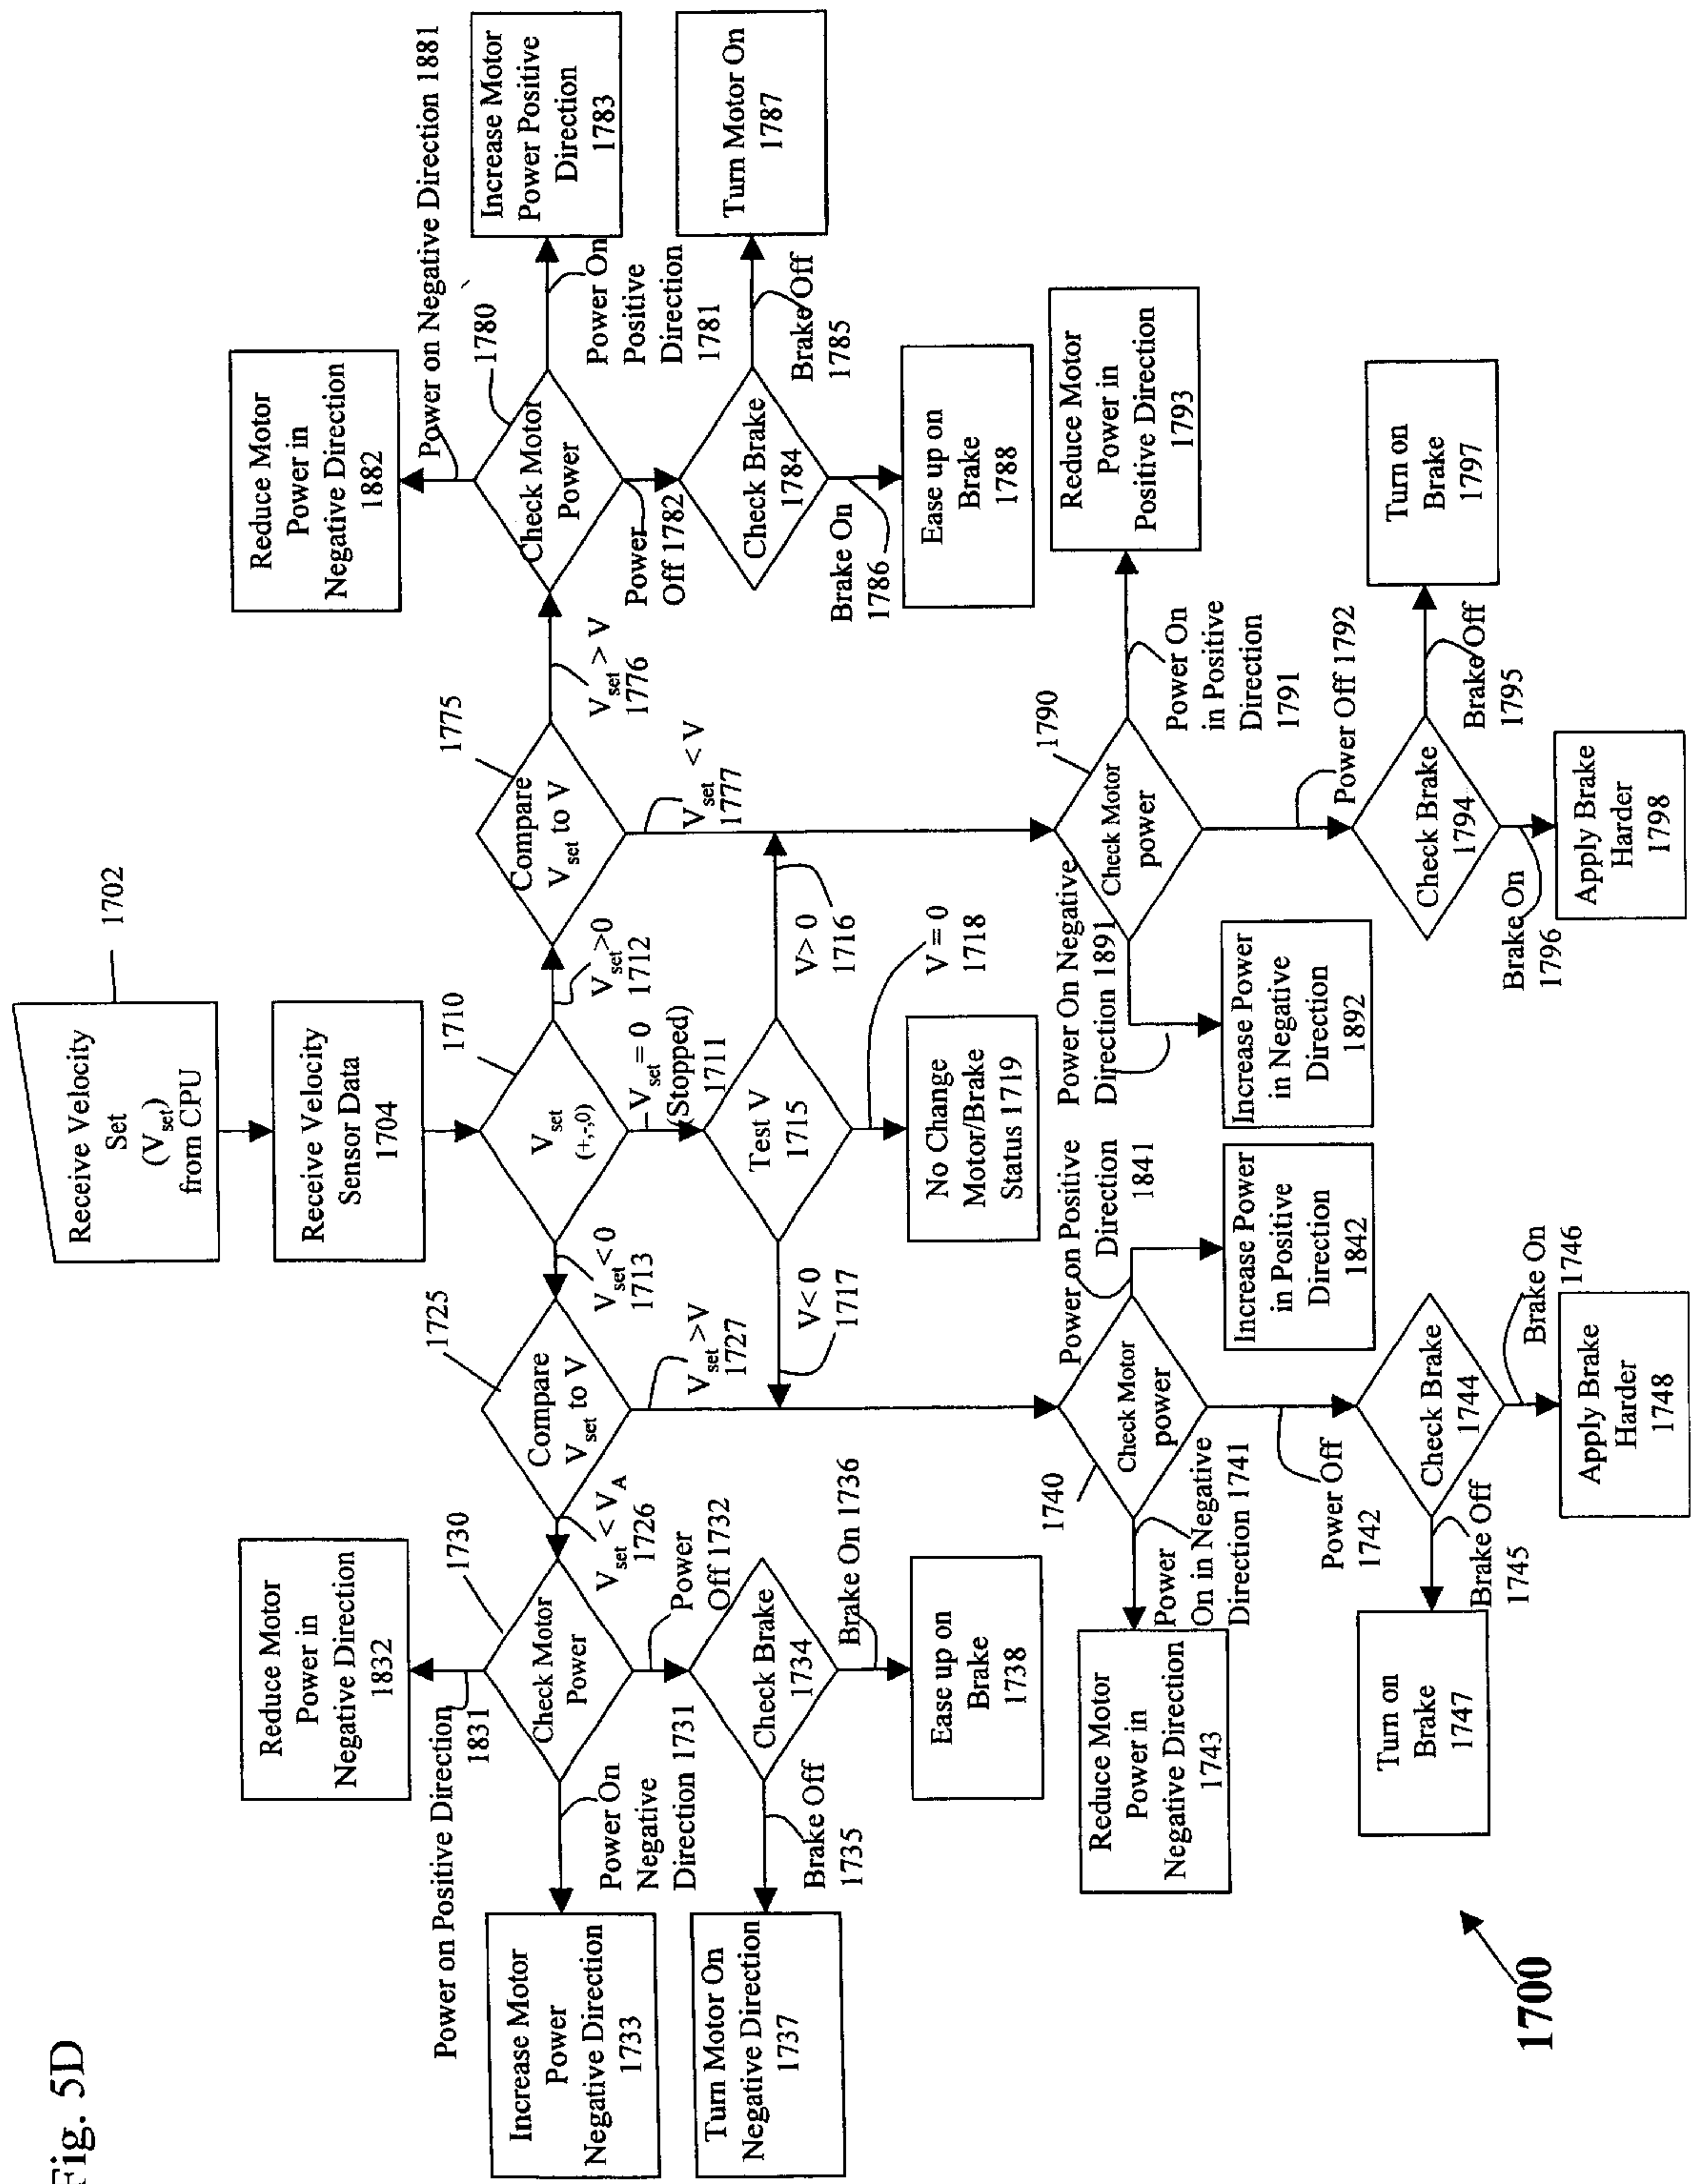 Fig. 5D
Receive Velocity
Set
(Vset)
from CPU
1702
Receive Velocity
Sensor Data
1704
1710
Vset
(+,-,0)
Vset>0
1712
Vset<0
1713
Vset= 0
(Stopped)
1711
Test V
1715
V> 0
1716
V< 0
1717
V = 0
1718
No Change
Motor/Brake
Status 1719
1725
Compare
Vset to V
Vset < VA
1726
Vset>V
1727
1730
Check Motor
Power
Power on Positive Direction
1831
Reduce Motor
Power in
Negative Direction
1832
Power On
Negative
Direction 1731
Increase Motor
Power
Negative Direction
1733
Power
Off 1732
Check Brake
1734
Brake Off
1735
Turn Motor On
Negative Direction
1737
Brake On 1736
Ease up on
Brake
1738
1740
Check Motor
power
Power
On in Negative
Direction 1741
Reduce Motor
Power in
Negative Direction
1743
Power on Positive
Direction 1841
Increase Power
in Positive
Direction
1842
Power Off
1742
Check Brake
1744
Brake Off
1745
Turn on
Brake
1747
Brake On
1746
Apply Brake
Harder
1748
1775
Compare
Vset to V
Vset > V
1776
Vset < V
1777
1780
Check Motor
Power
Power on Negative Direction 1881
Reduce Motor
Power in
Negative Direction
1882
Power On
Positive
Direction
1781
Increase Motor
Power Positive
Direction
1783
Power
Off 1782
Check Brake
1784
Brake Off
1785
Turn Motor On
1787
Brake On
1786
Ease up on
Brake
1788
1790
Check Motor
power
Power On Negative
Direction 1891
Increase Power
in Negative
Direction
1892
Power On
in Positive
Direction
1791
Reduce Motor
Power in
Positive Direction
1793
Power Off 1792
Check Brake
1794
Brake Off
1795
Turn on
Brake
1797
Brake On
1796
Apply Brake
Harder
1798
1700